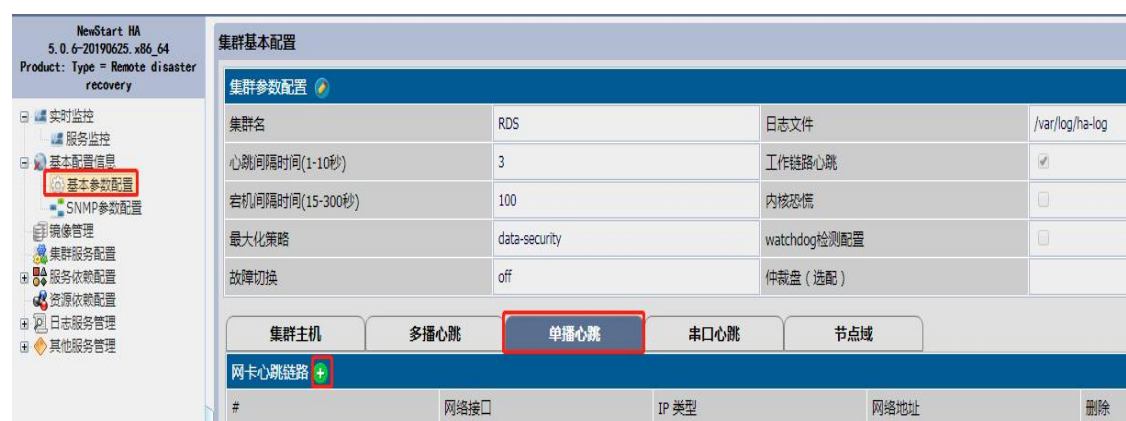 NewStart HA
5.0.6-20190625.x86_64
Product: Type = Remote disaster
recovery
实时监控
服务监控
基本配置信息
基本参数配置
SNMP参数配置
镜像管理
集群服务配置
服务依赖配置
资源依赖配置
日志服务管理
其他服务管理
集群基本配置
集群参数配置
集群名 RDS 日志文件 /var/log/ha-log
心跳间隔时间(1-10秒) 3 工作链路心跳
宕机间隔时间(15-300秒) 100 内核恐慌
最大化策略 data-security watchdog检测配置
故障切换 off 仲裁盘（选配）
集群主机 多播心跳 单播心跳 串口心跳 节点域
网卡心跳链路
# 网络接口 IP 类型 网络地址 删除